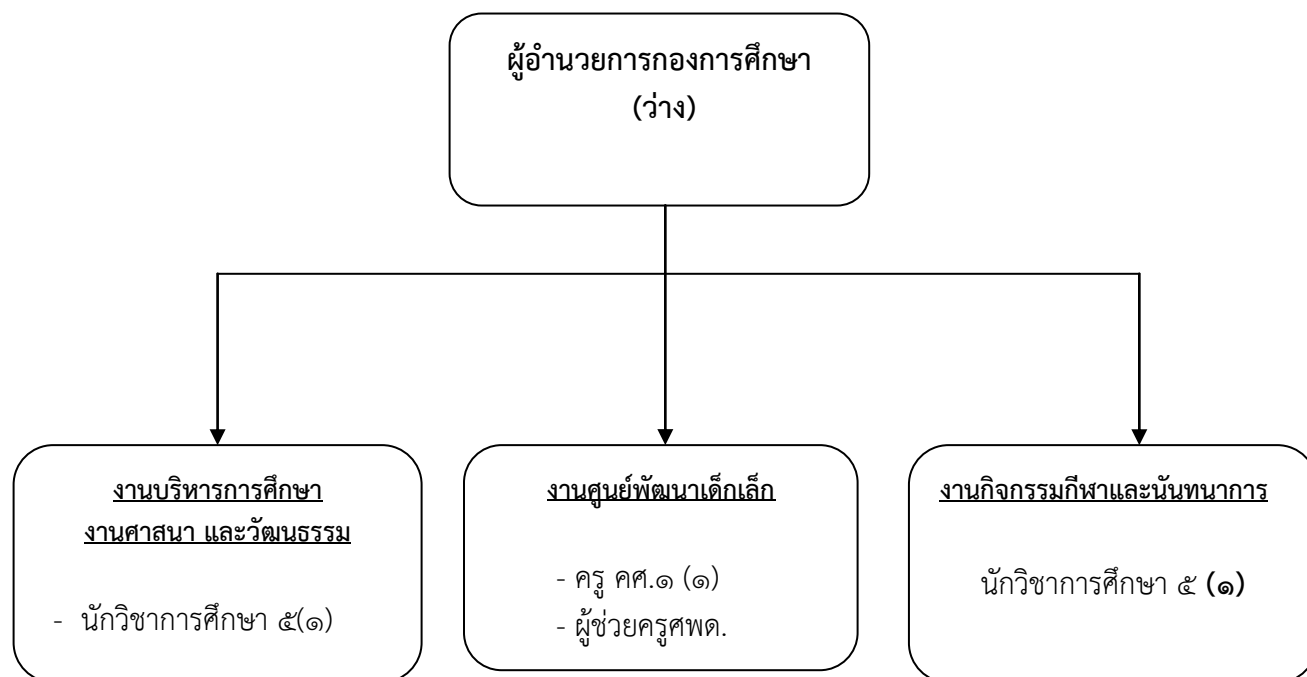 ผู้อำนวยการกองการศึกษา
(ว่าง)
งานบริหารการศึกษา
งานศาสนา และวัฒนธรรม
- นักวิชาการศึกษา ๕(๑)
งานศูนย์พัฒนาเด็กเล็ก
- ครู คศ.๑ (๑)
- ผู้ช่วยครูศพด.
งานกิจกรรมกีฬาและนันทนาการ
นักวิชาการศึกษา ๕ (๑)